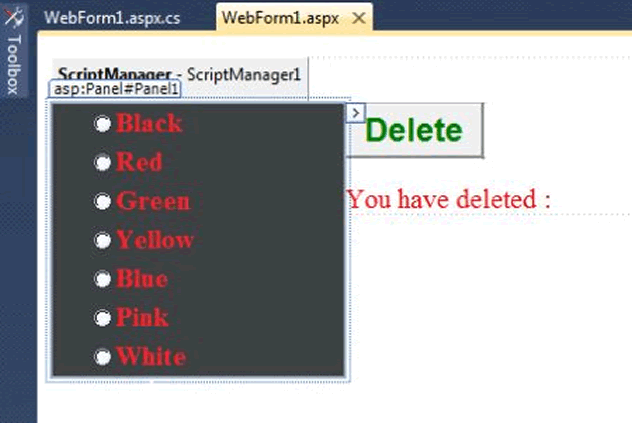 WebForm1.aspx.cs
WebForm1.aspx
Toolbox
ScriptManager - ScriptManager1
asp:Panel#Panel1
Black
Delete
Red
Green
You have deleted :
Yellow
Blue
Pink
White